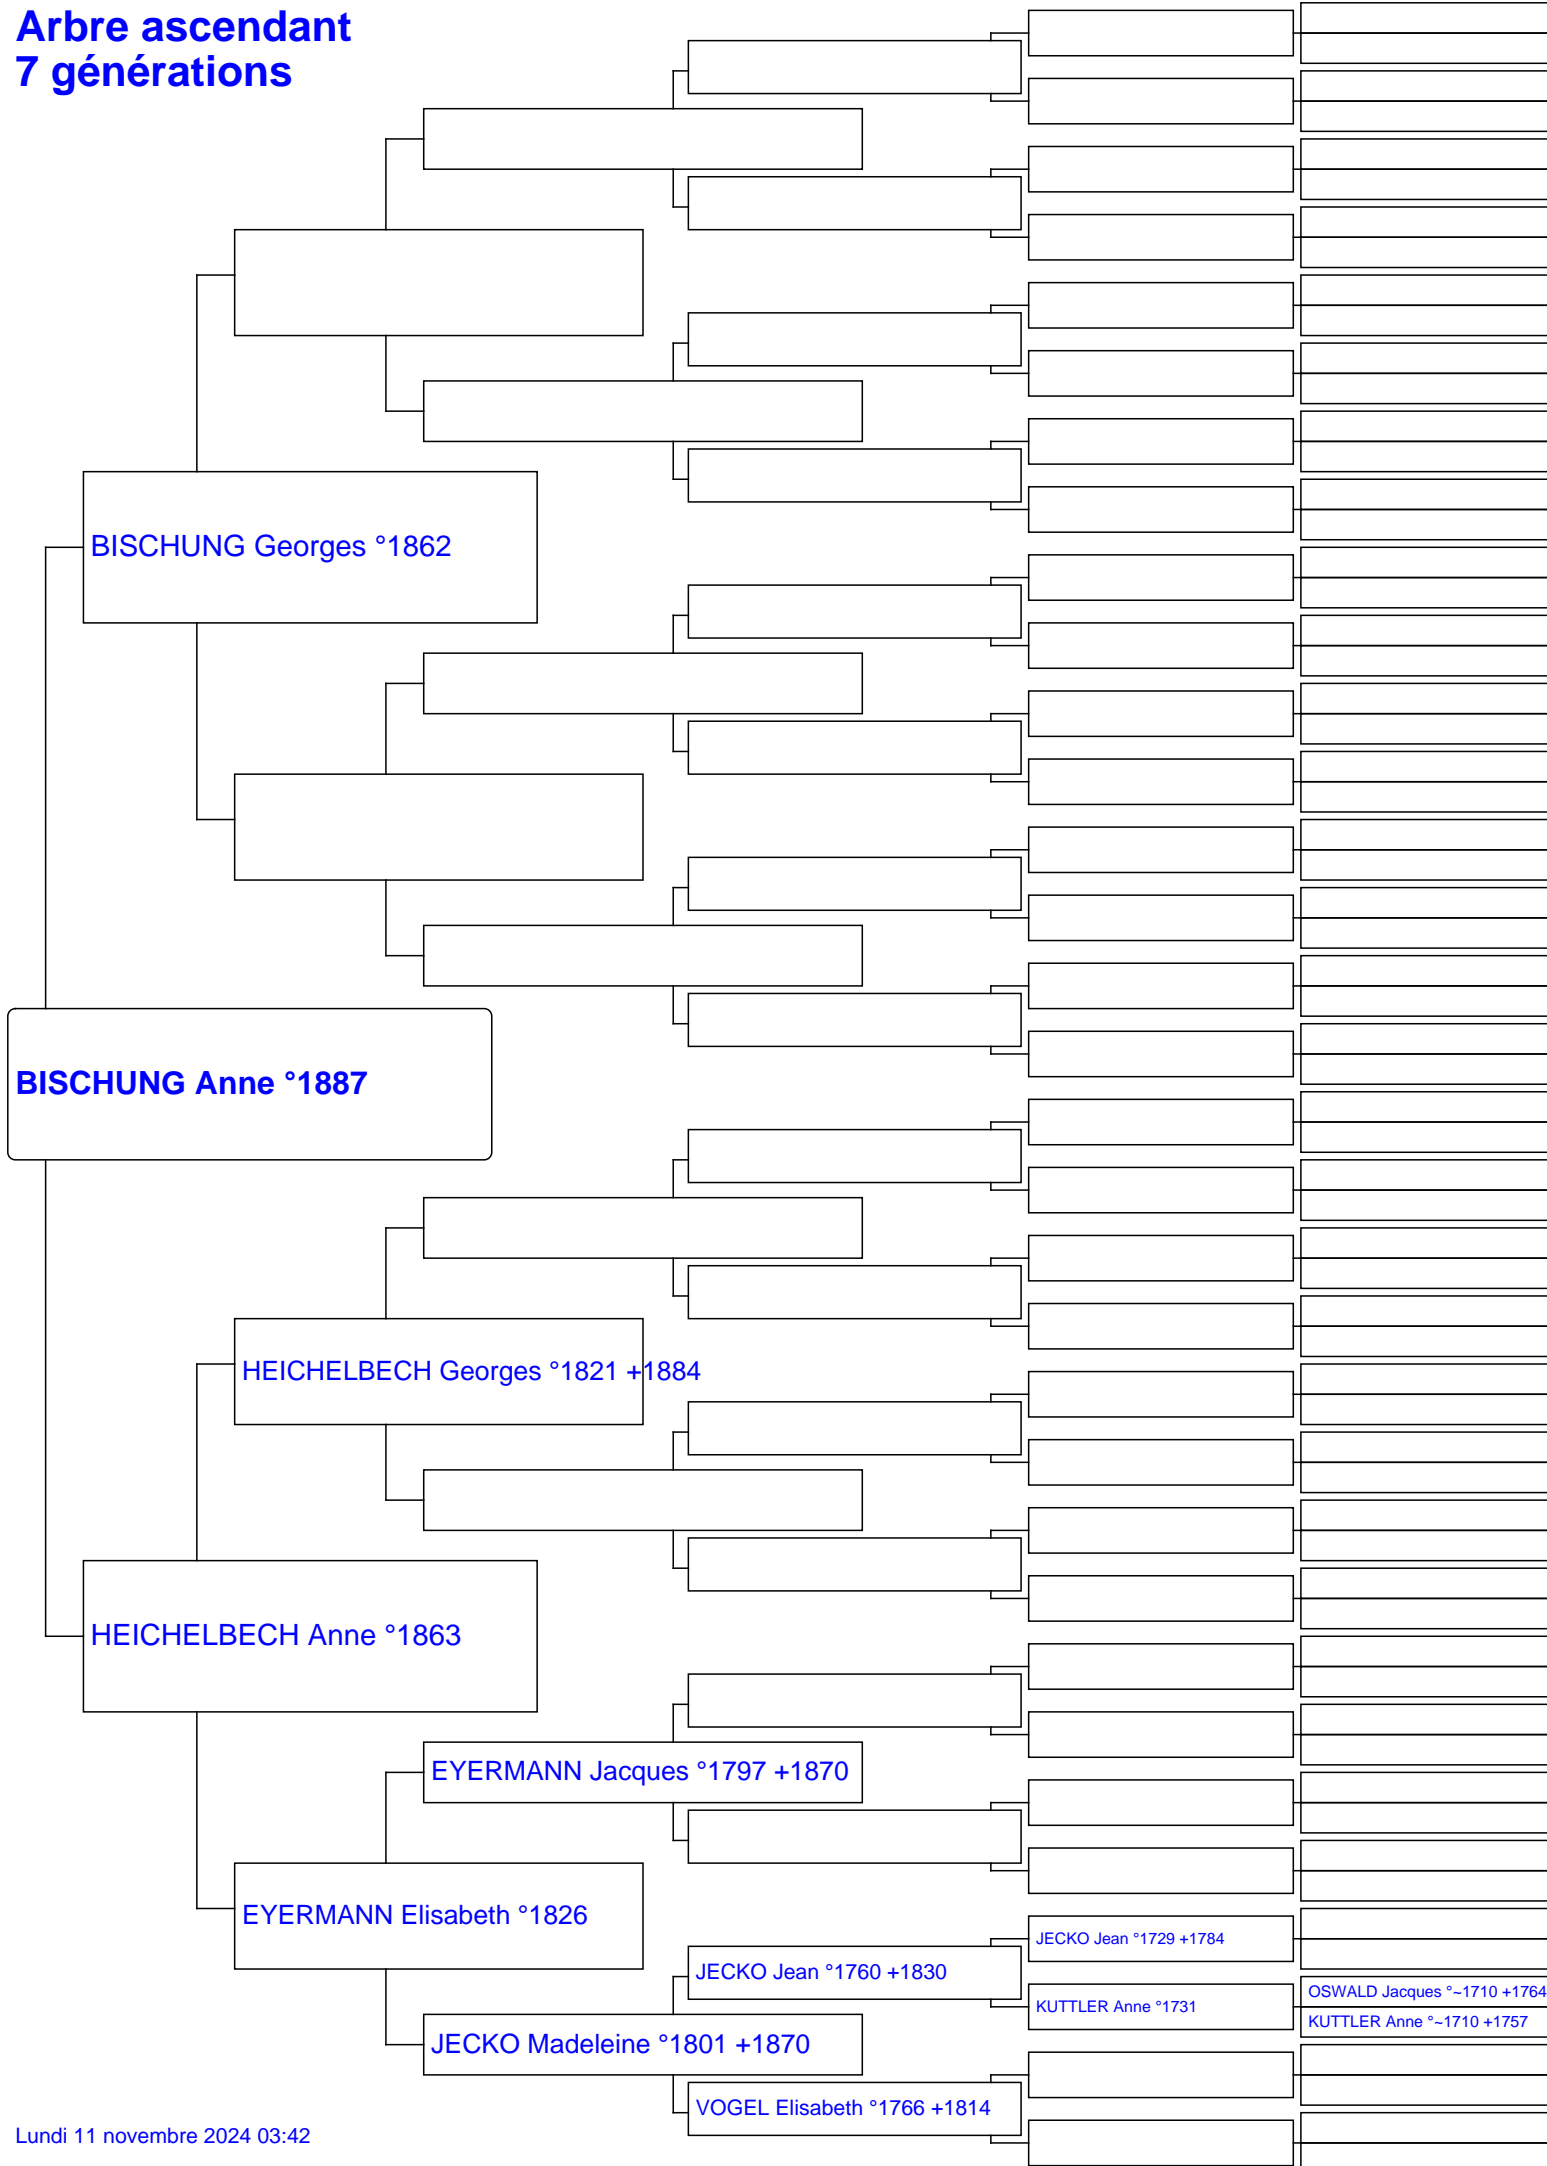 Arbre ascendant
7 générations
BISCHUNG Georges °1862
BISCHUNG Anne °1887
HEICHELBECH Georges °1821 +1884
HEICHELBECH Anne °1863
EYERMANN Jacques °1797 +1870
EYERMANN Elisabeth °1826
JECKO Jean °1729 +1784
JECKO Jean °1760 +1830
OSWALD Jacques °~1710 +1764
KUTTLER Anne °1731
KUTTLER Anne °~1710 +1757
JECKO Madeleine °1801 +1870
VOGEL Elisabeth °1766 +1814
Lundi 11 novembre 2024 03:42